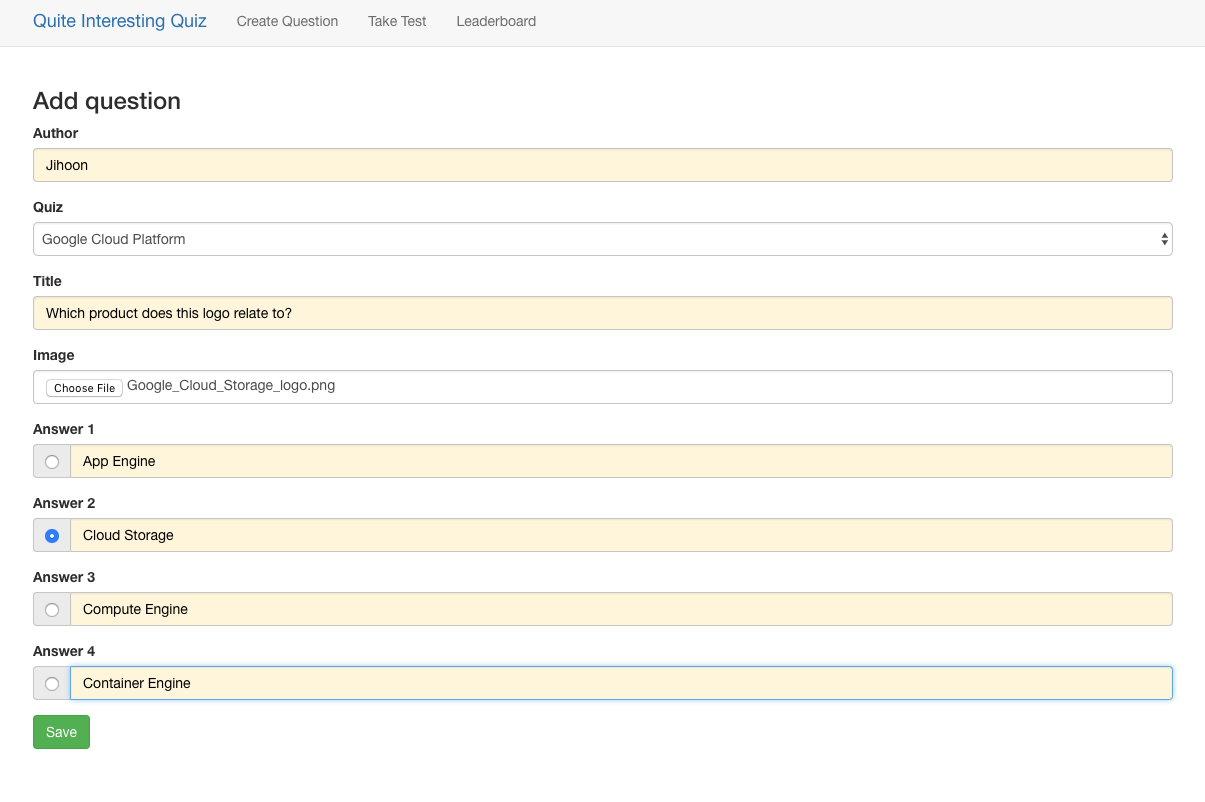 Quite Interesting Quiz Create Question Take Test Leaderboard
Add question
Author
Jihoon
Quiz
Google Cloud Platform
Title
Which product does this logo relate to?
Image
Choose File Google_Cloud_Storage_logo.png
Answer 1
App Engine
Answer 2
Cloud Storage
Answer 3
Compute Engine
Answer 4
Container Engine
Save